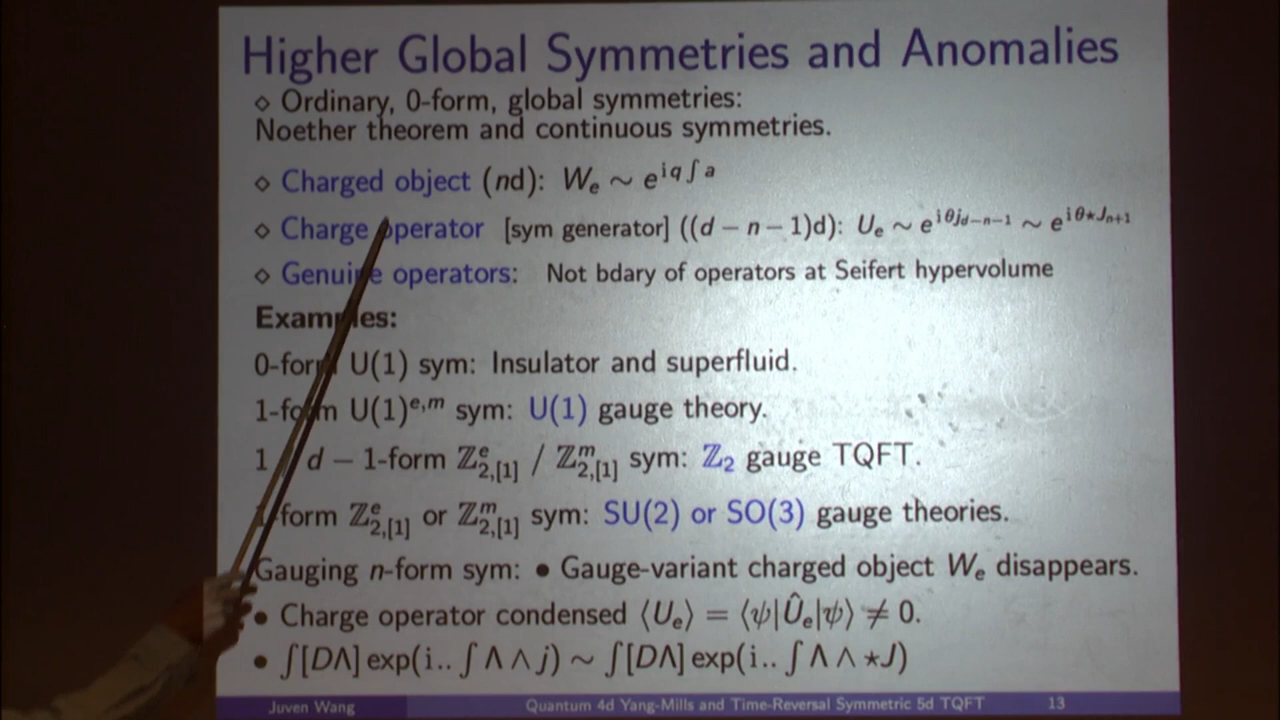 Higher Global Symmetries and Anomalies
⋄ Ordinary, 0-form, global symmetries:
Noether theorem and continuous symmetries.
⋄ Charged object (nd): W_e ∼ e^{iq∫a}
⋄ Charge operator [sym generator] ((d − n − 1)d): U_e ∼ e^{iθj_{d−n−1}} ∼ e^{iθ⋆J_{n+1}}
⋄ Genuine operators: Not bdary of operators at Seifert hypervolume
Examples:
0-form U(1) sym: Insulator and superfluid.
1-form U(1)^{e,m} sym: U(1) gauge theory.
1 / d − 1-form ℤ^e_{2,[1]} / ℤ^m_{2,[1]} sym: ℤ_2 gauge TQFT.
-form ℤ^e_{2,[1]} or ℤ^m_{2,[1]} sym: SU(2) or SO(3) gauge theories.
Gauging n-form sym: • Gauge-variant charged object W_e disappears.
• Charge operator condensed ⟨U_e⟩ = ⟨ψ|Û_e|ψ⟩ ≠ 0.
• ∫[DΛ] exp(i.. ∫ Λ ∧ j) ∼ ∫[DΛ] exp(i.. ∫ Λ ∧ ⋆J)
Juven Wang Quantum 4d Yang-Mills and Time-Reversal Symmetric 5d TQFT 13